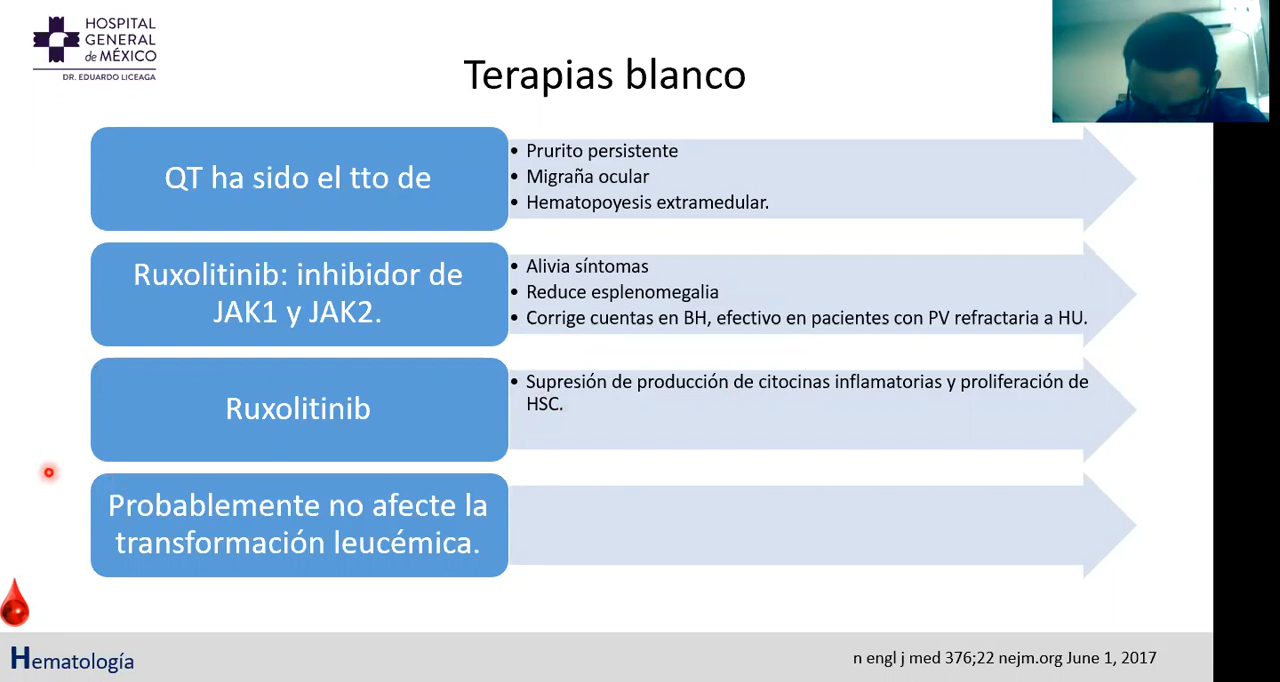 HOSPITAL
GENERAL
de MÉXICO
DR. EDUARDO LICEAGA
Terapias blanco
QT ha sido el tto de
• Prurito persistente
• Migraña ocular
• Hematopoyesis extramedular.
Ruxolitinib: inhibidor de
JAK1 y JAK2.
• Alivia síntomas
• Reduce esplenomegalia
• Corrige cuentas en BH, efectivo en pacientes con PV refractaria a HU.
Ruxolitinib
• Supresión de producción de citocinas inflamatorias y proliferación de
HSC.
Probablemente no afecte la
transformación leucémica.
Hematología
n engl j med 376;22 nejm.org June 1, 2017